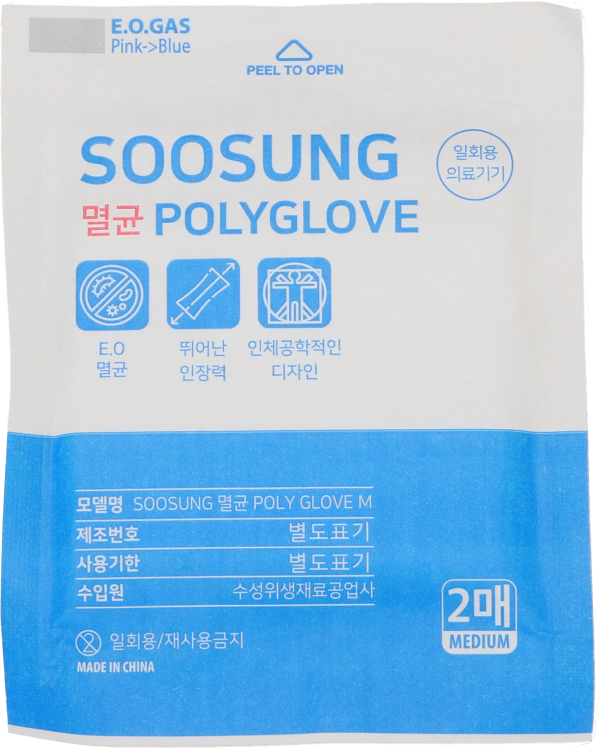 E.O.GAS
Pink->Blue
PEEL TO OPEN
SOOSUNG
일회용
의료기기
멸균 POLYGLOVE
E.O
멸균
뛰어난
인장력
인체공학적인
디자인
모델명 SOOSUNG 멸균 POLY GLOVE M
제조번호 별도표기
사용기한 별도표기
수입원 수성위생재료공업사
2매
MEDIUM
2 일회용/재사용금지
MADE IN CHINA